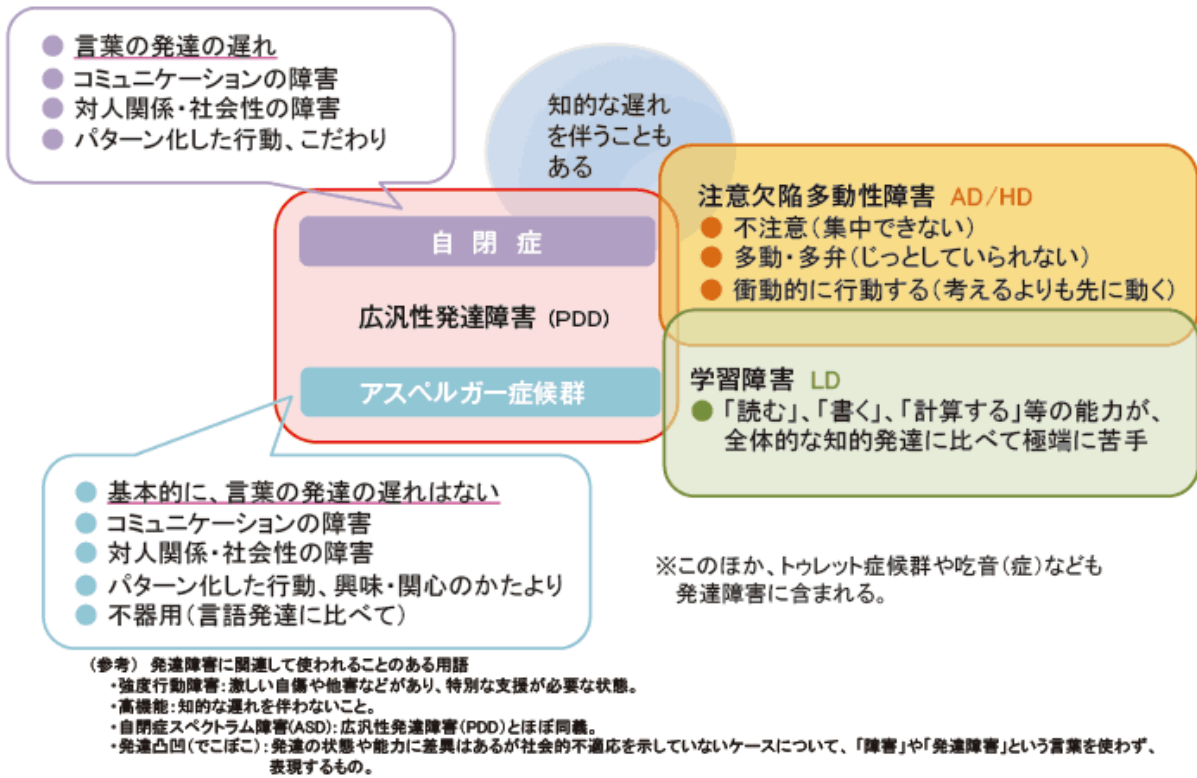 ● 言葉の発達の遅れ
● コミュニケーションの障害
● 対人関係・社会性の障害
● パターン化した行動、こだわり
知的な遅れ
を伴うことも
ある
自閉症
広汎性発達障害 (PDD)
アスペルガー症候群
注意欠陥多動性障害 AD/HD
● 不注意(集中できない)
● 多動・多弁(じっとしていられない)
● 衝動的に行動する(考えるよりも先に動く)
学習障害 LD
● 「読む」、「書く」、「計算する」等の能力が、
全体的な知的発達に比べて極端に苦手
● 基本的に、言葉の発達の遅れはない
● コミュニケーションの障害
● 対人関係・社会性の障害
● パターン化した行動、興味・関心のかたより
● 不器用(言語発達に比べて)
※このほか、トゥレット症候群や吃音(症)なども
発達障害に含まれる。
(参考) 発達障害に関連して使われることのある用語
・強度行動障害:激しい自傷や他害などがあり、特別な支援が必要な状態。
・高機能:知的な遅れを伴わないこと。
・自閉症スペクトラム障害(ASD):広汎性発達障害(PDD)とほぼ同義。
・発達凸凹(でこぼこ):発達の状態や能力に差異はあるが社会的不適応を示していないケースについて、「障害」や「発達障害」という言葉を使わず、
表現するもの。